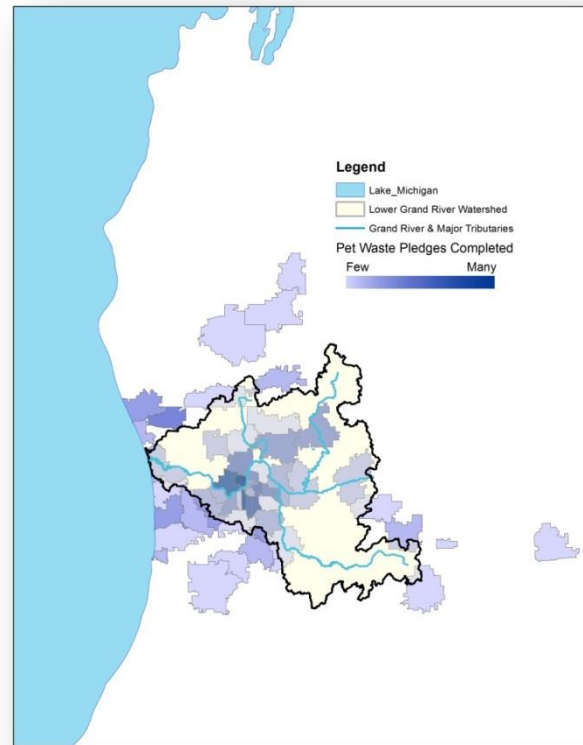 Legend
Lake_Michigan
Lower Grand River Watershed
Grand River & Major Tributaries
Pet Waste Pledges Completed
Few Many